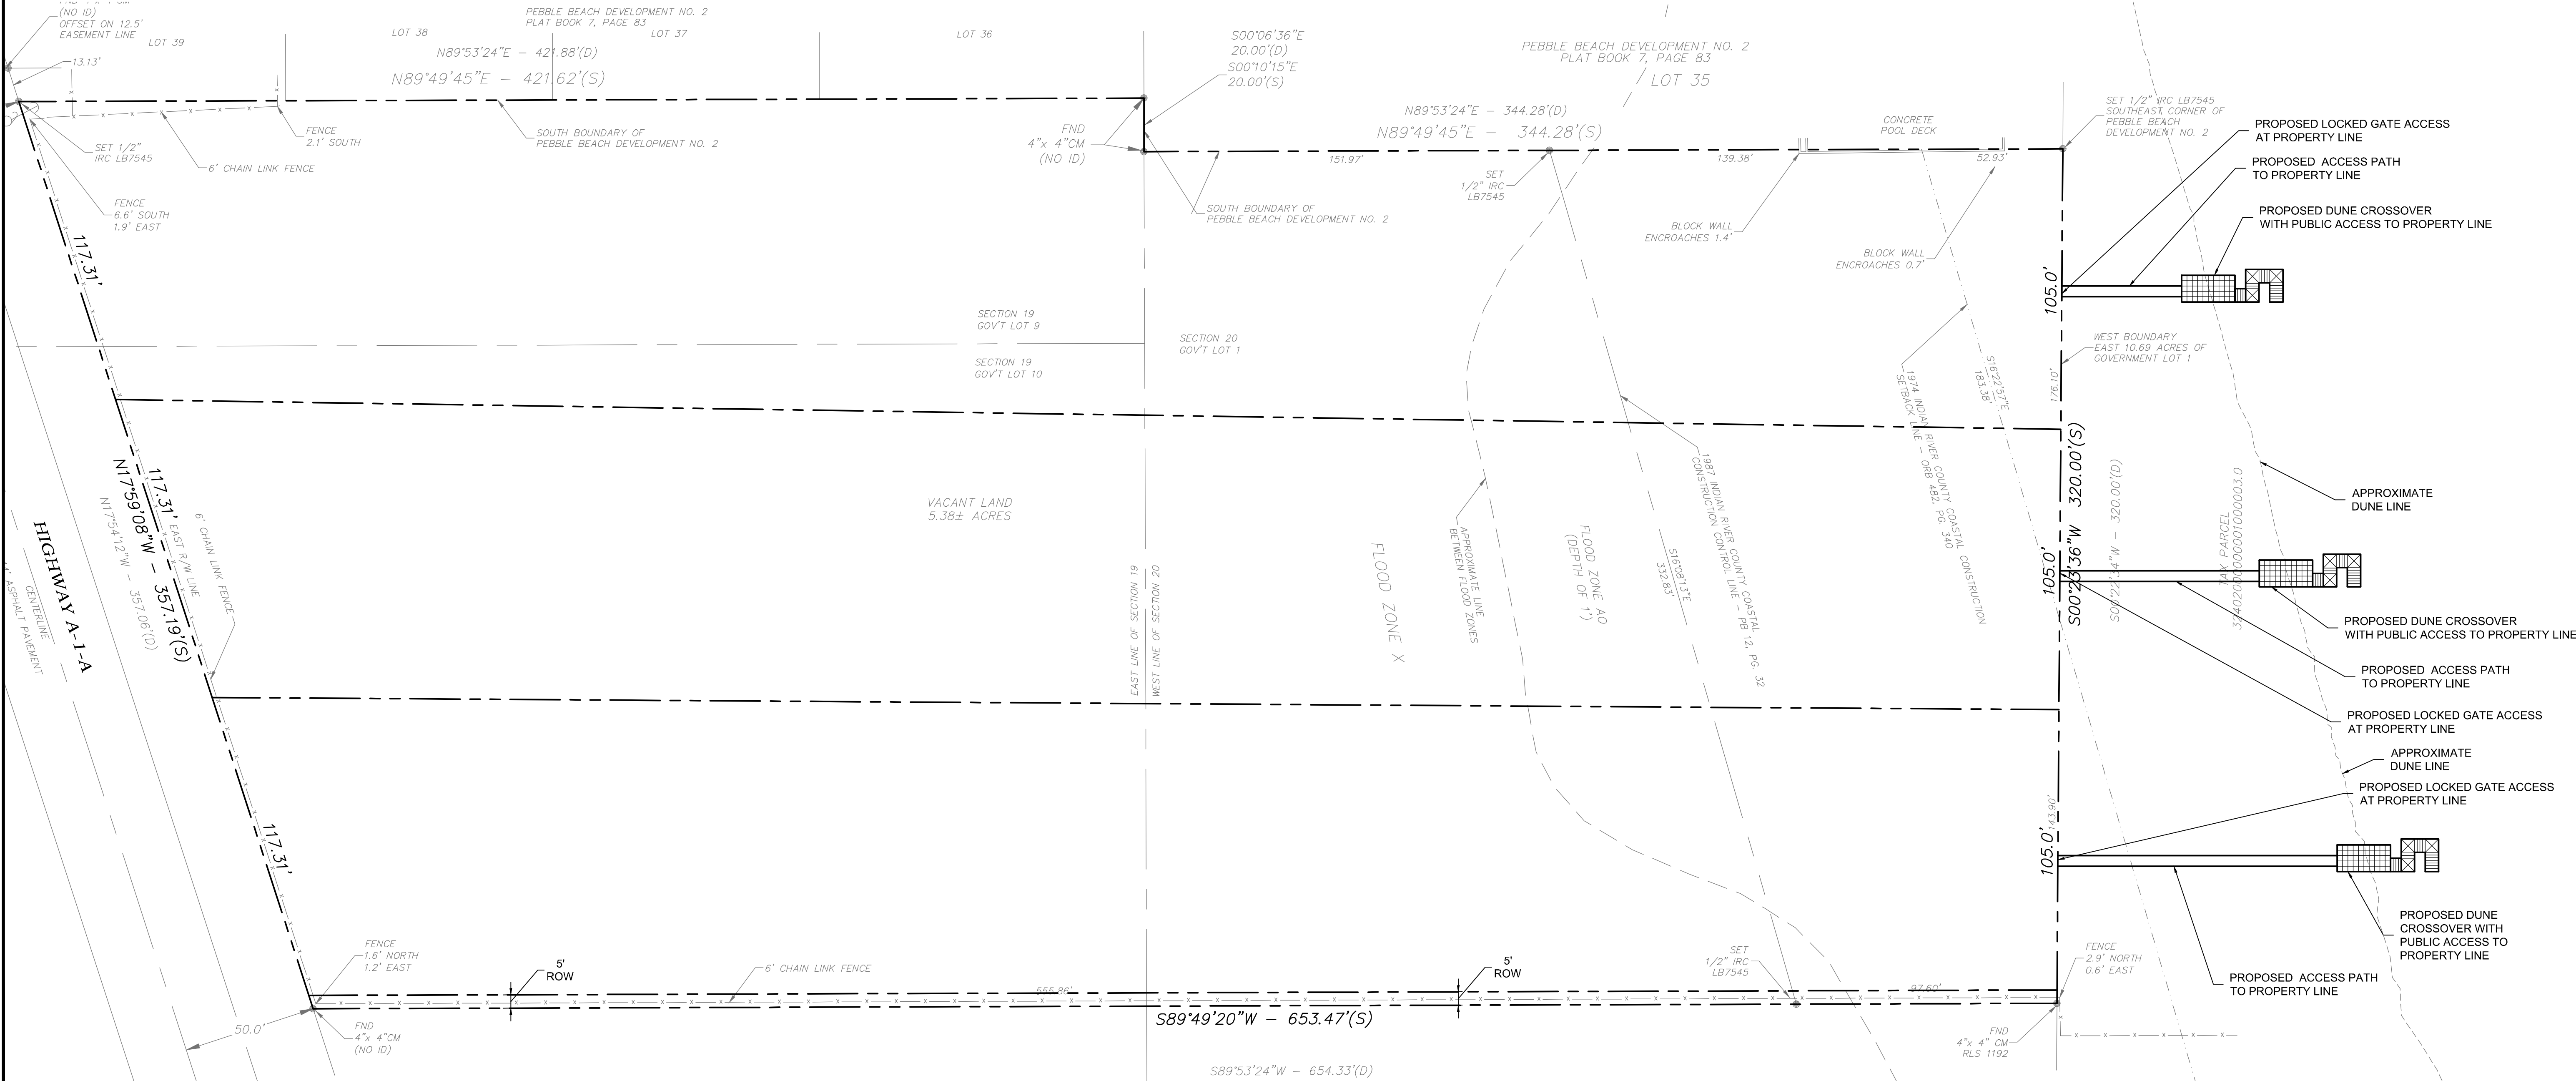 (NO ID)
OFFSET ON 12.5'
EASEMENT LINE
LOT 39
13.13'
LOT 38
PEBBLE BEACH DEVELOPMENT NO. 2
PLAT BOOK 7, PAGE 83
LOT 37
LOT 36
N89°53'24"E - 421.88'(D)
N89°49'45"E - 421.62'(S)
S00°06'36"E
20.00'(D)
S00°10'15"E
20.00'(S)
PEBBLE BEACH DEVELOPMENT NO. 2
PLAT BOOK 7, PAGE 83
LOT 35
N89°53'24"E - 344.28'(D)
N89°49'45"E - 344.28'(S)
CONCRETE
POOL DECK
SET 1/2" IRC LB7545
SOUTHEAST CORNER OF
PEBBLE BEACH
DEVELOPMENT NO. 2
PROPOSED LOCKED GATE ACCESS
AT PROPERTY LINE
PROPOSED ACCESS PATH
TO PROPERTY LINE
PROPOSED DUNE CROSSOVER
WITH PUBLIC ACCESS TO PROPERTY LINE
SET 1/2"
IRC LB7545
FENCE
2.1' SOUTH
6' CHAIN LINK FENCE
SOUTH BOUNDARY OF
PEBBLE BEACH DEVELOPMENT NO. 2
FND
4"x 4"CM
(NO ID)
151.97'
139.38'
52.93'
SET
1/2" IRC
LB7545
FENCE
6.6' SOUTH
1.9' EAST
SOUTH BOUNDARY OF
PEBBLE BEACH DEVELOPMENT NO. 2
BLOCK WALL
ENCROACHES 1.4'
BLOCK WALL
ENCROACHES 0.7'
117.31'
105.0'
SECTION 19
GOV'T LOT 9
SECTION 20
GOV'T LOT 1
SECTION 19
GOV'T LOT 10
WEST BOUNDARY
EAST 10.69 ACRES OF
GOVERNMENT LOT 1
176.10'
S16°22'57"E
183.38'
1974 INDIAN RIVER COUNTY COASTAL CONSTRUCTION
SETBACK LINE - ORB 482, PG. 340
1987 INDIAN RIVER COUNTY COASTAL
CONSTRUCTION CONTROL LINE - PB 12, PG. 32
S16°08'13"E
332.83'
S00°23'36"W 320.00'(S)
S00°22'34"W - 320.00'(D)
TAX PARCEL
APPROXIMATE
DUNE LINE
VACANT LAND
5.38± ACRES
117.31'
EAST R/W LINE
N17°59'08"W - 357.19'(S)
N17°54'12"W - 357.06'(D)
6' CHAIN LINK FENCE
HIGHWAY A-1-A
CENTERLINE
ASPHALT PAVEMENT
FLOOD ZONE X
APPROXIMATE LINE
BETWEEN FLOOD ZONES
FLOOD ZONE AO
(DEPTH OF 1')
EAST LINE OF SECTION 19
WEST LINE OF SECTION 20
105.0'
PROPOSED DUNE CROSSOVER
WITH PUBLIC ACCESS TO PROPERTY LINE
PROPOSED ACCESS PATH
TO PROPERTY LINE
PROPOSED LOCKED GATE ACCESS
AT PROPERTY LINE
APPROXIMATE
DUNE LINE
PROPOSED LOCKED GATE ACCESS
AT PROPERTY LINE
117.31'
105.0'
143.90'
PROPOSED DUNE
CROSSOVER WITH
PUBLIC ACCESS TO
PROPERTY LINE
PROPOSED ACCESS PATH
TO PROPERTY LINE
FENCE
1.6' NORTH
1.2' EAST
5'
ROW
6' CHAIN LINK FENCE
5'
ROW
SET
1/2" IRC
LB7545
FENCE
2.9' NORTH
0.6' EAST
555.86'
97.60'
S89°49'20"W - 653.47'(S)
50.0'
FND
4"x 4"CM
(NO ID)
FND
4"x 4" CM
RLS 1192
S89°53'24"W - 654.33'(D)